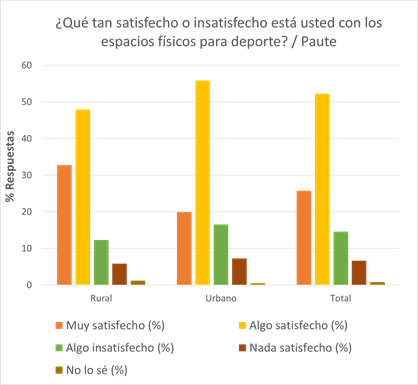 ¿Qué tan satisfecho o insatisfecho está usted con los
espacios físicos para deporte? / Paute
60
50
40
30
20
10
0
% Respuestas
Rural
Urbano
Total
Muy satisfecho (%)
Algo satisfecho (%)
Algo insatisfecho (%)
Nada satisfecho (%)
No lo sé (%)